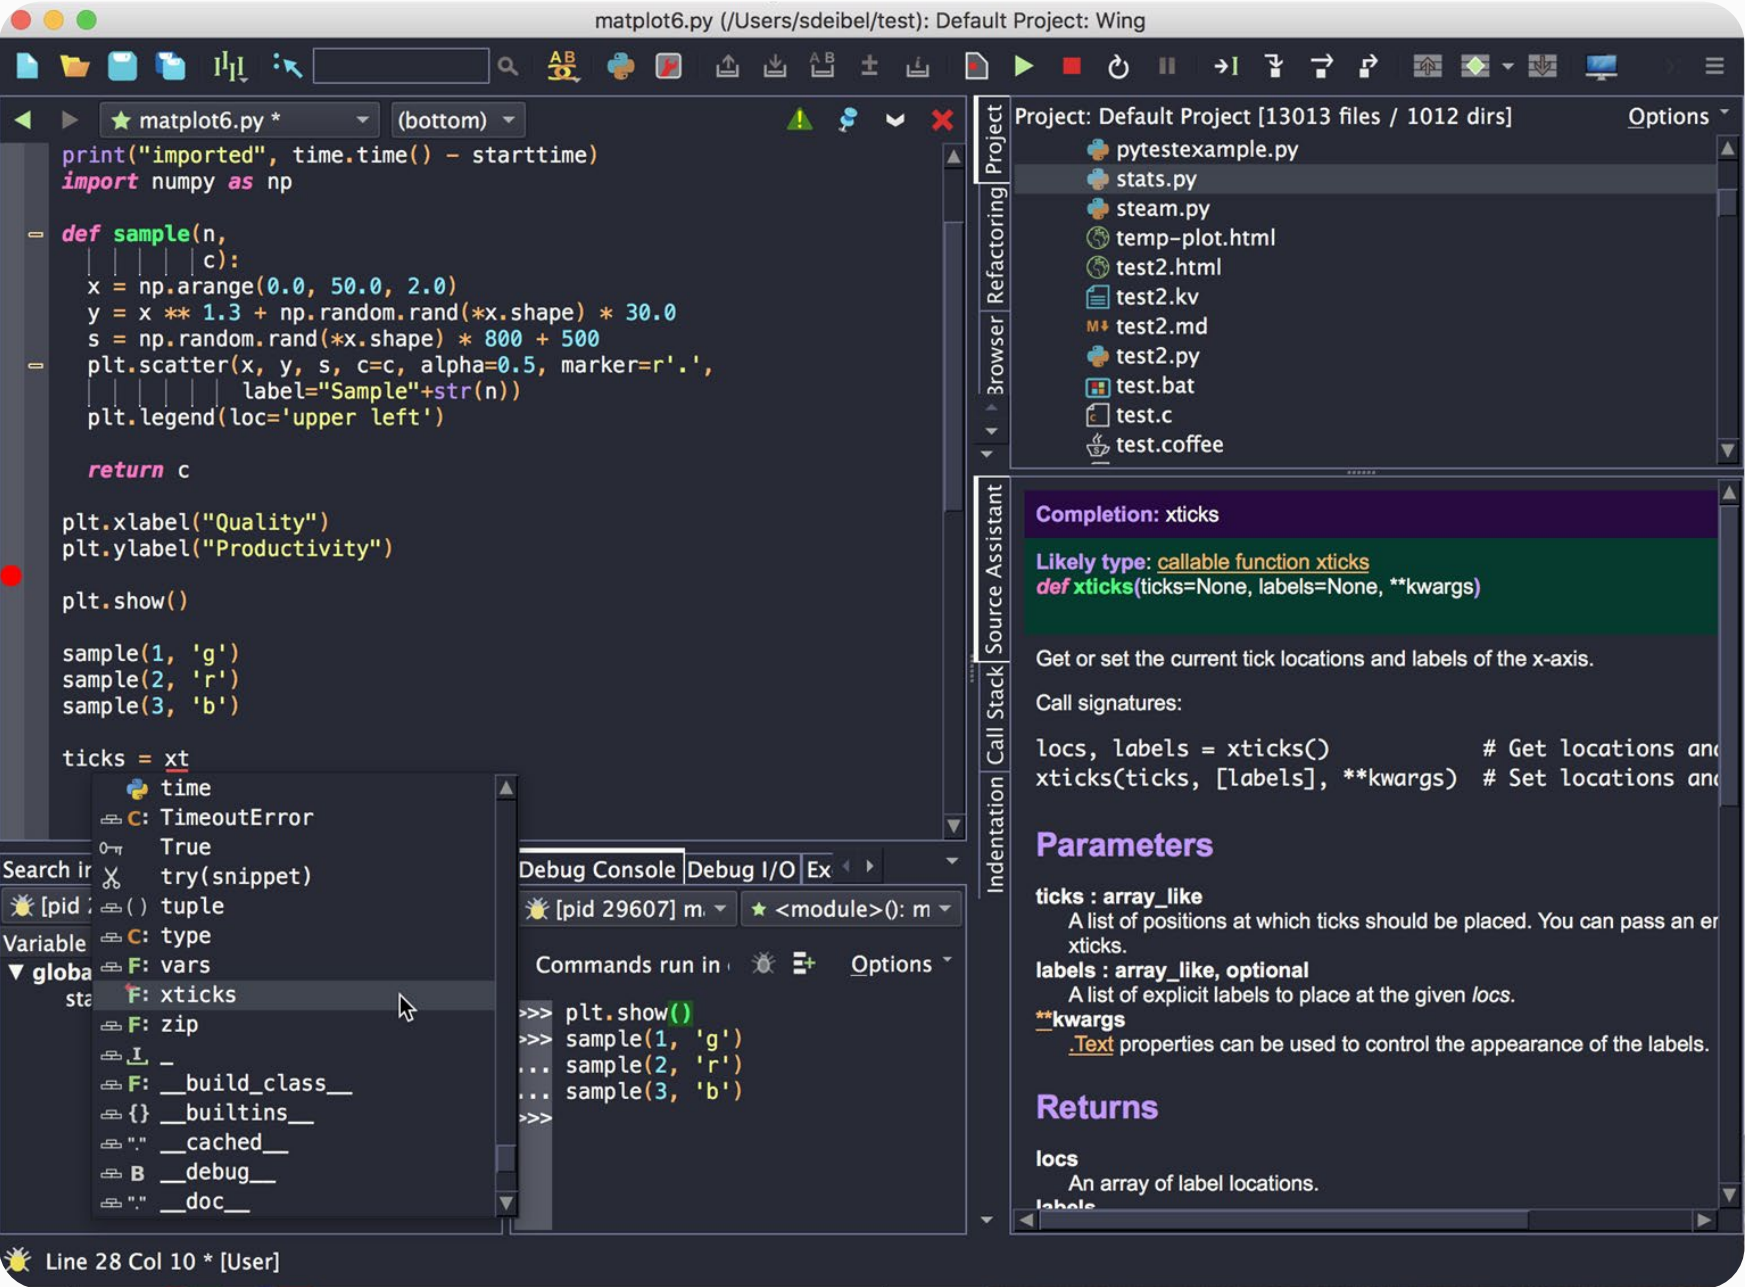 matplot6.py (/Users/sdeibel/test): Default Project: Wing
matplot6.py *
(bottom)
print("imported", time.time() - starttime)
import numpy as np
def sample(n,
c):
x = np.arange(0.0, 50.0, 2.0)
y = x ** 1.3 + np.random.rand(*x.shape) * 30.0
s = np.random.rand(*x.shape) * 800 + 500
plt.scatter(x, y, s, c=c, alpha=0.5, marker=r'.',
label="Sample"+str(n))
plt.legend(loc='upper left')
return c
plt.xlabel("Quality")
plt.ylabel("Productivity")
plt.show()
sample(1, 'g')
sample(2, 'r')
sample(3, 'b')
ticks = xt
time
C: TimeoutError
True
try(snippet)
() tuple
C: type
F: vars
F: xticks
F: zip
I _
F: __build_class__
{} __builtins__
"." __cached__
B __debug__
"." __doc__
Search in
[pid
Variable
globa
sta
Debug Console
Debug I/O
Ex
[pid 29607] m.
<module>(): m
Commands run in
Options
>>> plt.show()
>>> sample(1, 'g')
... sample(2, 'r')
... sample(3, 'b')
>>>
Line 28 Col 10 * [User]
Project
Refactoring
Browser
Project: Default Project [13013 files / 1012 dirs]
Options
pytestexample.py
stats.py
steam.py
temp-plot.html
test2.html
test2.kv
M test2.md
test2.py
test.bat
test.c
test.coffee
Source Assistant
Call Stack
Indentation
Completion: xticks
Likely type: callable function xticks
def xticks(ticks=None, labels=None, **kwargs)
Get or set the current tick locations and labels of the x-axis.
Call signatures:
locs, labels = xticks() # Get locations and
xticks(ticks, [labels], **kwargs) # Set locations and
Parameters
ticks : array_like
A list of positions at which ticks should be placed. You can pass an em
xticks.
labels : array_like, optional
A list of explicit labels to place at the given locs.
**kwargs
.Text properties can be used to control the appearance of the labels.
Returns
locs
An array of label locations.
labels